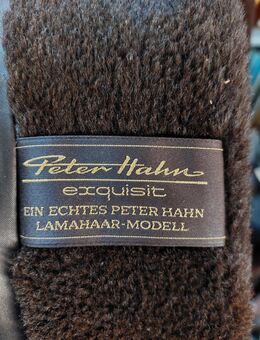 Peter Hahn
exquisit
EIN ECHTES PETER HAHN
LAMAHAAR-MODELL